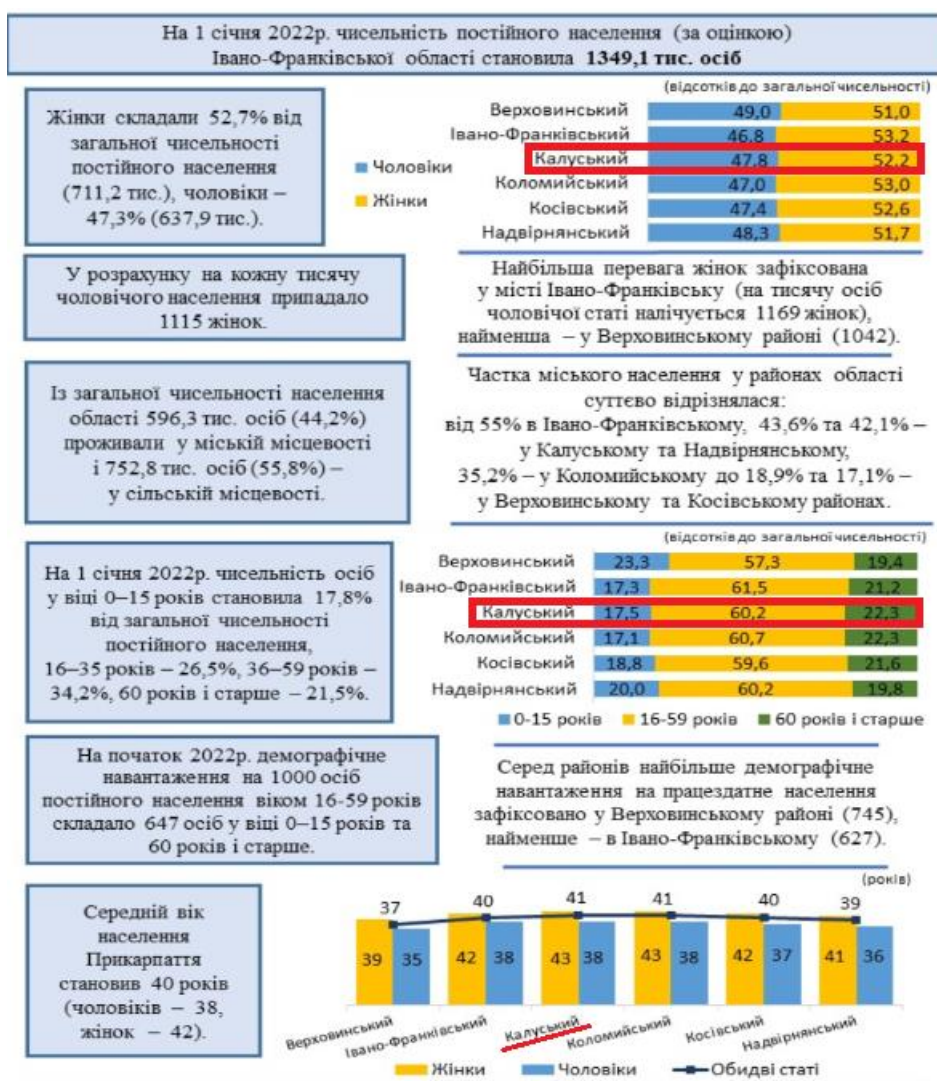 На 1 січня 2022р. чисельність постійного населення (за оцінкою)
Івано-Франківської області становила 1349,1 тис. осіб
Жінки складали 52,7% від
загальної чисельності
постійного населення
(711,2 тис.), чоловіки –
47,3% (637,9 тис.).
Чоловіки
Жінки
(відсотків до загальної чисельності)
Верховинський 49,0 51,0
Івано-Франківський 46,8 53,2
Калуський 47,8 52,2
Коломийський 47,0 53,0
Косівський 47,4 52,6
Надвірнянський 48,3 51,7
У розрахунку на кожну тисячу
чоловічого населення припадало
1115 жінок.
Найбільша перевага жінок зафіксована
у місті Івано-Франківську (на тисячу осіб
чоловічої статі налічується 1169 жінок),
найменша – у Верховинському районі (1042).
Із загальної чисельності населення
області 596,3 тис. осіб (44,2%)
проживали у міській місцевості
і 752,8 тис. осіб (55,8%) –
у сільській місцевості.
Частка міського населення у районах області
суттєво відрізнялася:
від 55% в Івано-Франківському, 43,6% та 42,1% –
у Калуському та Надвірнянському,
35,2% – у Коломийському до 18,9% та 17,1% –
у Верховинському та Косівському районах.
На 1 січня 2022р. чисельність осіб
у віці 0–15 років становила 17,8%
від загальної чисельності
постійного населення,
16–35 років – 26,5%, 36–59 років –
34,2%, 60 років і старше – 21,5%.
(відсотків до загальної чисельності)
Верховинський 23,3 57,3 19,4
Івано-Франківський 17,3 61,5 21,2
Калуський 17,5 60,2 22,3
Коломийський 17,1 60,7 22,3
Косівський 18,8 59,6 21,6
Надвірнянський 20,0 60,2 19,8
0-15 років 16-59 років 60 років і старше
На початок 2022р. демографічне
навантаження на 1000 осіб
постійного населення віком 16-59 років
складало 647 осіб у віці 0–15 років та
60 років і старше.
Серед районів найбільше демографічне
навантаження на працездатне населення
зафіксовано у Верховинському районі (745),
найменше – в Івано-Франківському (627).
Середній вік
населення
Прикарпаття
становив 40 років
(чоловіків – 38,
жінок – 42).
(років)
37 40 41 41 40 39
39 35 42 38 43 38 43 38 42 37 41 36
Верховинський Івано-Франківський Калуський Коломийський Косівський Надвірнянський
Жінки Чоловіки Обидві статі